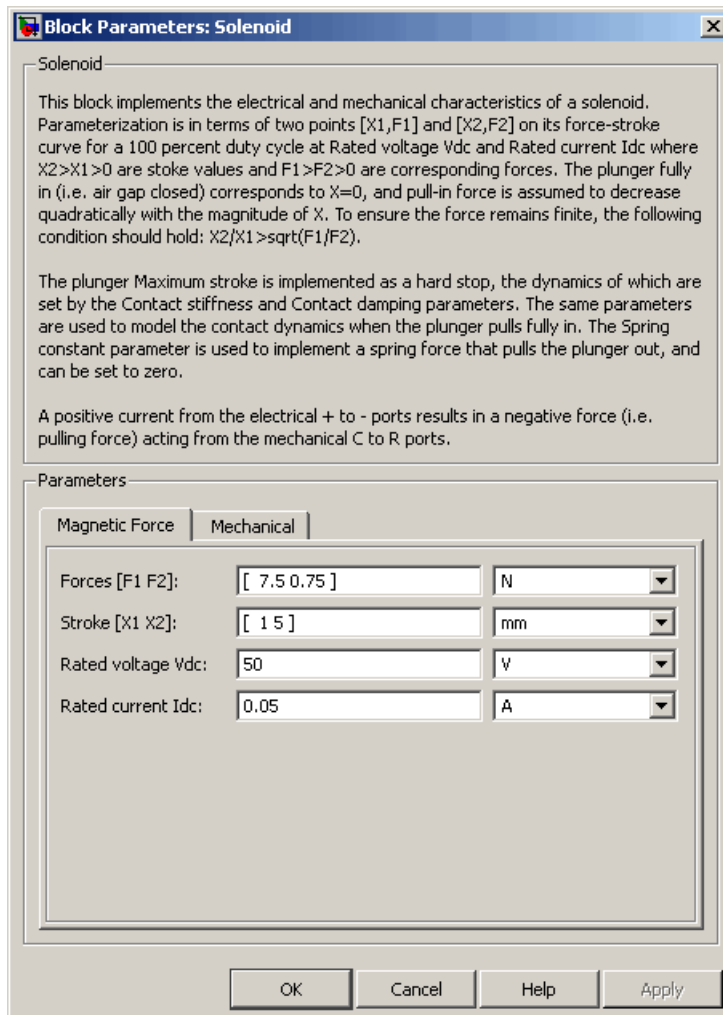 Block Parameters: Solenoid
Solenoid
This block implements the electrical and mechanical characteristics of a solenoid.
Parameterization is in terms of two points [X1,F1] and [X2,F2] on its force-stroke
curve for a 100 percent duty cycle at Rated voltage Vdc and Rated current Idc where
X2>X1>0 are stoke values and F1>F2>0 are corresponding forces. The plunger fully
in (i.e. air gap closed) corresponds to X=0, and pull-in force is assumed to decrease
quadratically with the magnitude of X. To ensure the force remains finite, the following
condition should hold: X2/X1>sqrt(F1/F2).
The plunger Maximum stroke is implemented as a hard stop, the dynamics of which are
set by the Contact stiffness and Contact damping parameters. The same parameters
are used to model the contact dynamics when the plunger pulls fully in. The Spring
constant parameter is used to implement a spring force that pulls the plunger out, and
can be set to zero.
A positive current from the electrical + to - ports results in a negative force (i.e.
pulling force) acting from the mechanical C to R ports.
Parameters
Magnetic Force Mechanical
Forces [F1 F2]: [ 7.5 0.75 ] N
Stroke [X1 X2]: [ 1 5 ] mm
Rated voltage Vdc: 50 V
Rated current Idc: 0.05 A
OK Cancel Help Apply